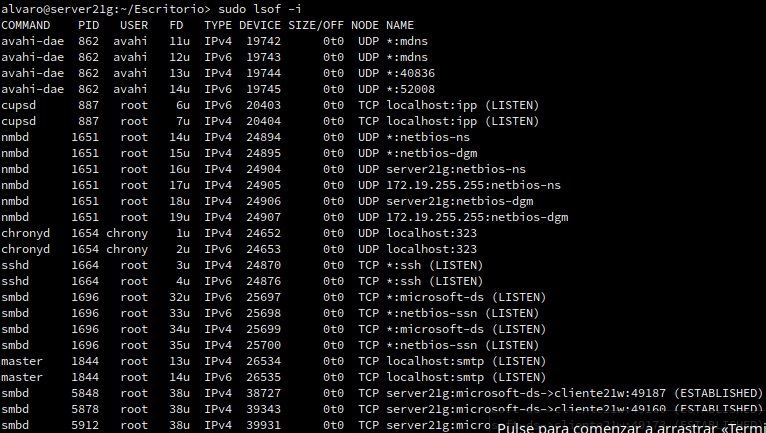 alvaro@server21g:~/Escritorio> sudo lsof -i
COMMAND PID USER FD TYPE DEVICE SIZE/OFF NODE NAME
avahi-dae 862 avahi 11u IPv4 19742 0t0 UDP *:mdns
avahi-dae 862 avahi 12u IPv6 19743 0t0 UDP *:mdns
avahi-dae 862 avahi 13u IPv4 19744 0t0 UDP *:40836
avahi-dae 862 avahi 14u IPv6 19745 0t0 UDP *:52008
cupsd 887 root 6u IPv6 20403 0t0 TCP localhost:ipp (LISTEN)
cupsd 887 root 7u IPv4 20404 0t0 TCP localhost:ipp (LISTEN)
nmbd 1651 root 14u IPv4 24894 0t0 UDP *:netbios-ns
nmbd 1651 root 15u IPv4 24895 0t0 UDP *:netbios-dgm
nmbd 1651 root 16u IPv4 24904 0t0 UDP server21g:netbios-ns
nmbd 1651 root 17u IPv4 24905 0t0 UDP 172.19.255.255:netbios-ns
nmbd 1651 root 18u IPv4 24906 0t0 UDP server21g:netbios-dgm
nmbd 1651 root 19u IPv4 24907 0t0 UDP 172.19.255.255:netbios-dgm
chronyd 1654 chrony 1u IPv4 24652 0t0 UDP localhost:323
chronyd 1654 chrony 2u IPv6 24653 0t0 UDP localhost:323
sshd 1664 root 3u IPv4 24870 0t0 TCP *:ssh (LISTEN)
sshd 1664 root 4u IPv6 24876 0t0 TCP *:ssh (LISTEN)
smbd 1696 root 32u IPv6 25697 0t0 TCP *:microsoft-ds (LISTEN)
smbd 1696 root 33u IPv6 25698 0t0 TCP *:netbios-ssn (LISTEN)
smbd 1696 root 34u IPv4 25699 0t0 TCP *:microsoft-ds (LISTEN)
smbd 1696 root 35u IPv4 25700 0t0 TCP *:netbios-ssn (LISTEN)
master 1844 root 13u IPv4 26534 0t0 TCP localhost:smtp (LISTEN)
master 1844 root 14u IPv6 26535 0t0 TCP localhost:smtp (LISTEN)
smbd 5848 root 38u IPv4 38727 0t0 TCP server21g:microsoft-ds->cliente21w:49187 (ESTABLISHED)
smbd 5878 root 38u IPv4 39343 0t0 TCP server21g:microsoft-ds->cliente21w:49160 (ESTABLISHED)
smbd 5912 root 38u IPv4 39931 0t0 TCP server21g:microsoft-ds->cliente21w:49173 (ESTABLISHED)
Pulse para comenzar a arrastrar «Termi